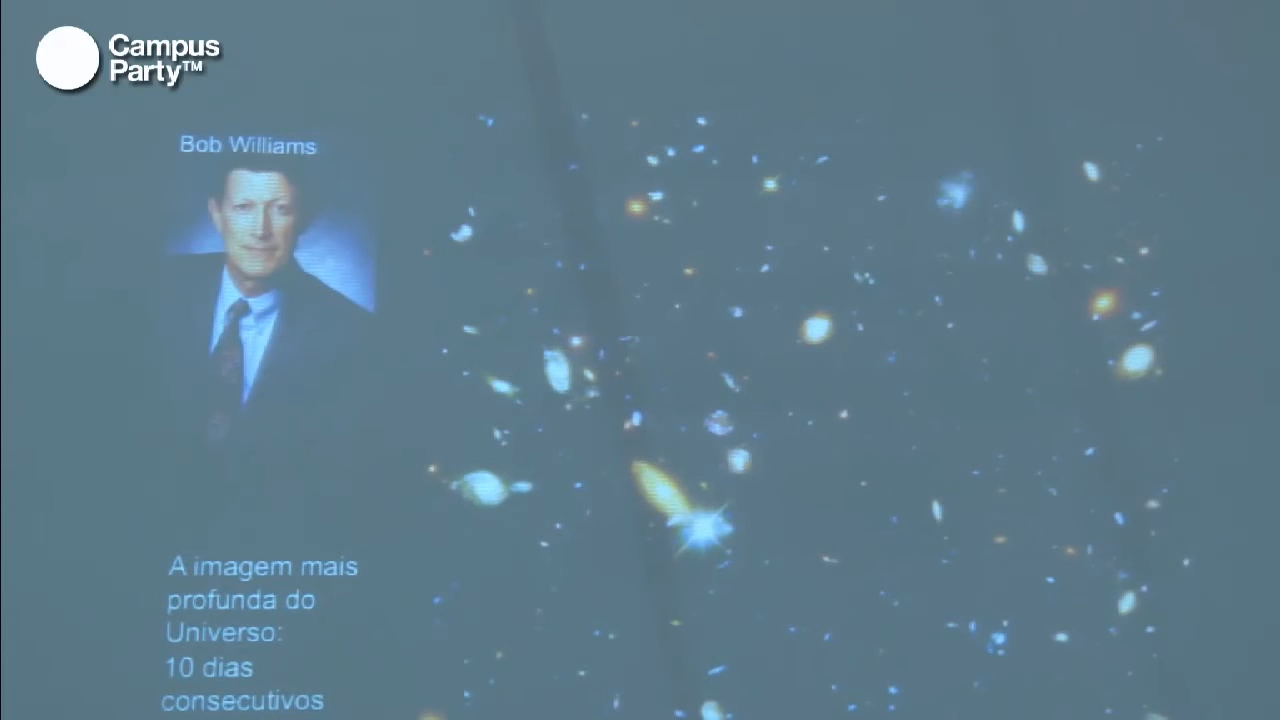 Campus
Party™
Bob Williams
A imagem mais
profunda do
Universo:
10 dias
consecutivos